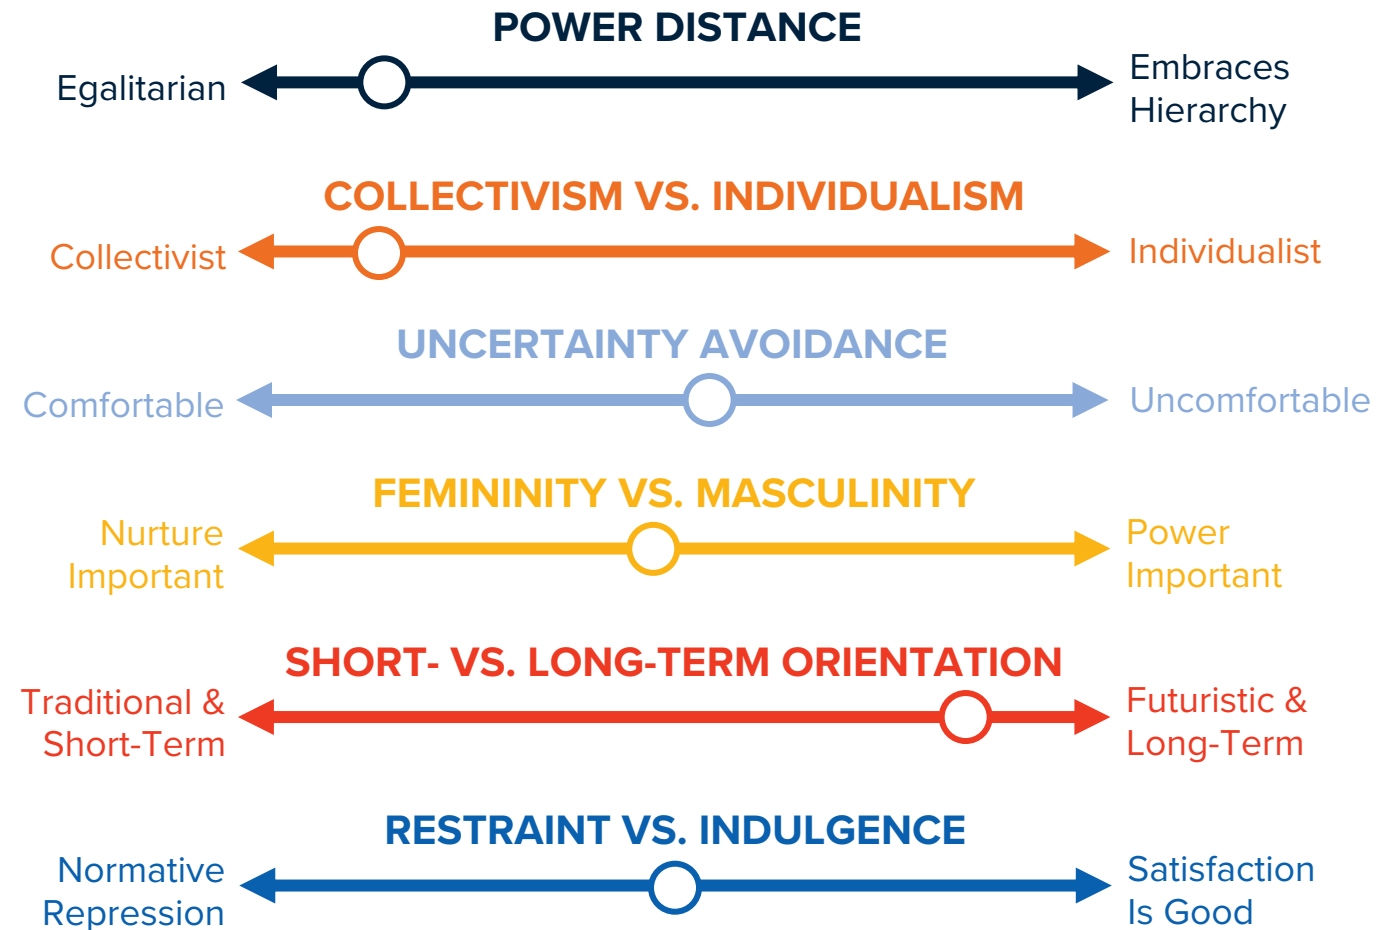 POWER DISTANCE
Egalitarian
Embraces
Hierarchy
COLLECTIVISM VS. INDIVIDUALISM
Collectivist
Individualist
UNCERTAINTY AVOIDANCE
Comfortable
Uncomfortable
FEMININITY VS. MASCULINITY
Nurture
Important
Power
Important
SHORT- VS. LONG-TERM ORIENTATION
Traditional &
Short-Term
Futuristic &
Long-Term
RESTRAINT VS. INDULGENCE
Normative
Repression
Satisfaction
Is Good